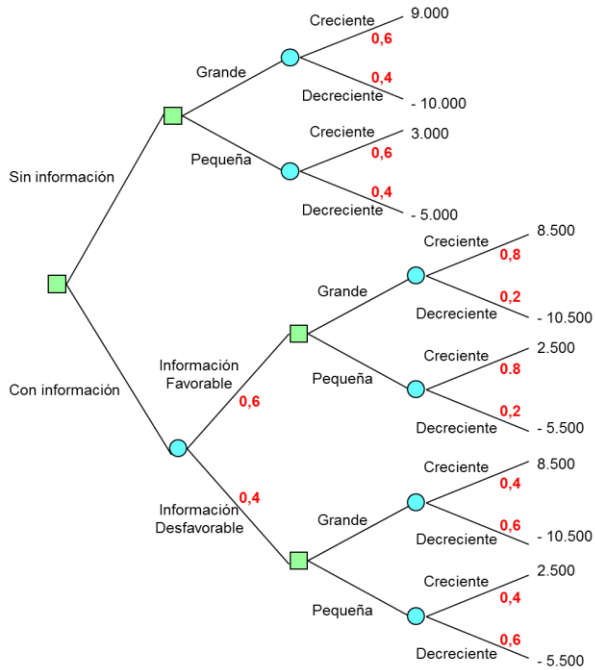 Creciente
9.000
0,6
Grande
0,4
Decreciente
- 10.000
Creciente
3.000
Pequeña
0,6
Sin información
0,4
Decreciente
- 5.000
Creciente
8.500
0,8
Grande
0,2
Decreciente
- 10.500
Creciente
2.500
Información
Favorable
0.8
Pequeña
Con información
0,6
0,2
Decreciente
- 5.500
Creciente
8.500
0,4
0,4
Información
Desfavorable
Grande
0,6
Decreciente
- 10.500
Creciente
2.500
0,4
Pequeña
0,6
Decreciente
- 5.500